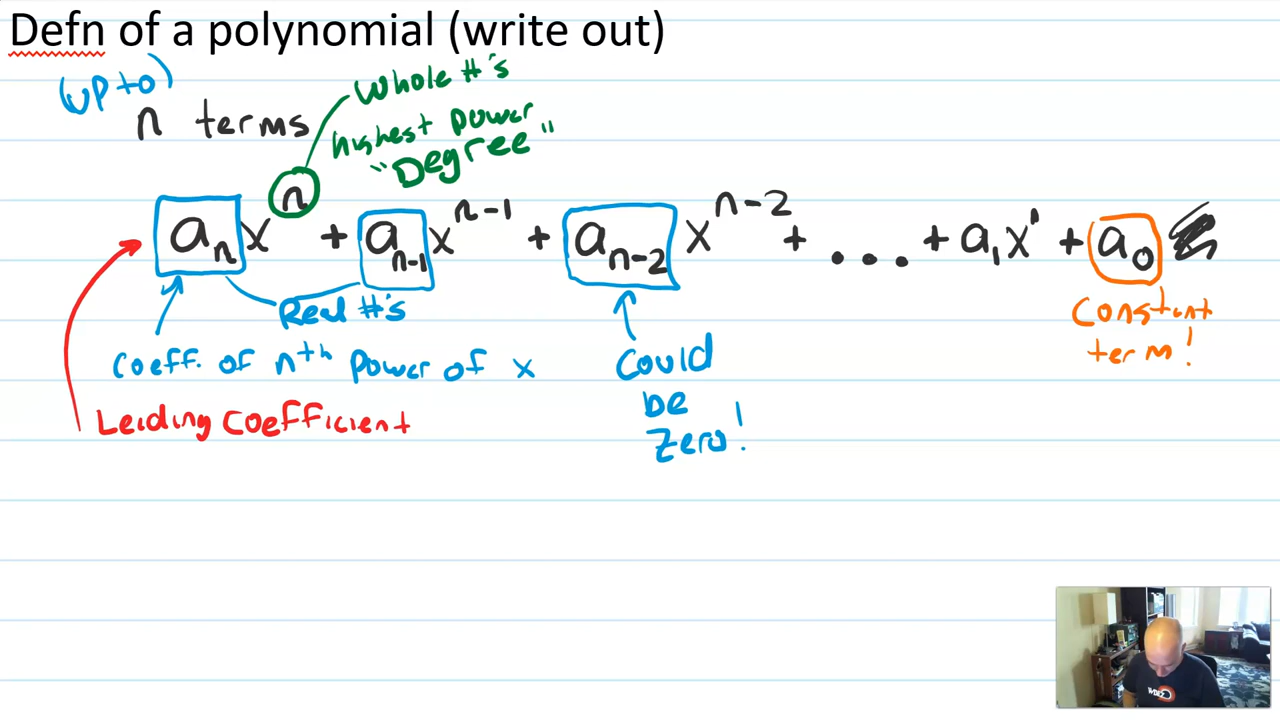 Defn of a polynomial (write out)
(up to)
n terms
Whole #'s
highest power
"Degree"
aₙxⁿ + aₙ₋₁xⁿ⁻¹ + aₙ₋₂xⁿ⁻² + ... + a₁x¹ + a₀
Real #'s
Coeff. of nᵗʰ Power of x
Leading Coefficient
Could
be
Zero!
Constant
term!